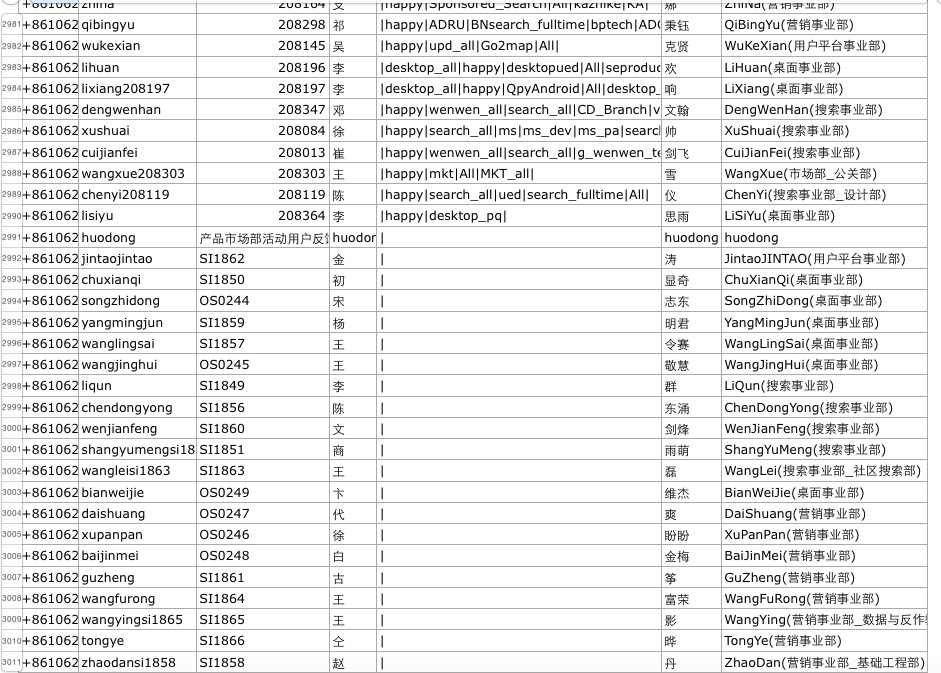 208164
|happy|Sponsored_Search|All|kazhike|KA|
ZhiNa(营销事业部)
2981 +861062 qibingyu 208298 祁 |happy|ADRU|BNsearch_fulltime|bptech|ADC 秉钰 QiBingYu(营销事业部)
2982 +861062 wukexian 208145 吴 |happy|upd_all|Go2map|All| 克贤 WuKeXian(用户平台事业部)
2983 +861062 lihuan 208196 李 |desktop_all|happy|desktopued|All|seproduc 欢 LiHuan(桌面事业部)
2984 +861062 lixiang208197 208197 李 |desktop_all|happy|QpyAndroid|All|desktop_ 响 LiXiang(桌面事业部)
2985 +861062 dengwenhan 208347 邓 |happy|wenwen_all|search_all|CD_Branch|v 文翰 DengWenHan(搜索事业部)
2986 +861062 xushuai 208084 徐 |happy|search_all|ms|ms_dev|ms_pa|searcl 帅 XuShuai(搜索事业部)
2987 +861062 cuijianfei 208013 崔 |happy|wenwen_all|search_all|g_wenwen_te 剑飞 CuiJianFei(搜索事业部)
2988 +861062 wangxue208303 208303 王 |happy|mkt|All|MKT_all| 雪 WangXue(市场部_公关部)
2989 +861062 chenyi208119 208119 陈 |happy|search_all|ued|search_fulltime|All| 仪 ChenYi(搜索事业部_设计部)
2990 +861062 lisiyu 208364 李 |happy|desktop_pq| 思雨 LiSiYu(桌面事业部)
2991 +861062 huodong 产品市场部活动用户反馈 huodor | huodong huodong
2992 +861062 jintaojintao SI1862 金 | 涛 JintaoJINTAO(用户平台事业部)
2993 +861062 chuxianqi SI1850 初 | 显奇 ChuXianQi(桌面事业部)
2994 +861062 songzhidong OS0244 宋 | 志东 SongZhiDong(桌面事业部)
2995 +861062 yangmingjun SI1859 杨 | 明君 YangMingJun(桌面事业部)
2996 +861062 wanglingsai SI1857 王 | 令赛 WangLingSai(桌面事业部)
2997 +861062 wangjinghui OS0245 王 | 敬慧 WangJingHui(桌面事业部)
2998 +861062 liqun SI1849 李 | 群 LiQun(搜索事业部)
2999 +861062 chendongyong SI1856 陈 | 东涌 ChenDongYong(搜索事业部)
3000 +861062 wenjianfeng SI1860 文 | 剑烽 WenJianFeng(搜索事业部)
3001 +861062 shangyumengsi18 SI1851 商 | 雨萌 ShangYuMeng(搜索事业部)
3002 +861062 wangleisi1863 SI1863 王 | 磊 WangLei(搜索事业部_社区搜索部)
3003 +861062 bianweijie OS0249 卞 | 维杰 BianWeiJie(桌面事业部)
3004 +861062 daishuang OS0247 代 | 爽 DaiShuang(营销事业部)
3005 +861062 xupanpan OS0246 徐 | 盼盼 XuPanPan(营销事业部)
3006 +861062 baijinmei OS0248 白 | 金梅 BaiJinMei(营销事业部)
3007 +861062 guzheng SI1861 古 | 筝 GuZheng(营销事业部)
3008 +861062 wangfurong SI1864 王 | 富荣 WangFuRong(营销事业部)
3009 +861062 wangyingsi1865 SI1865 王 | 影 WangYing(营销事业部_数据与反作
3010 +861062 tongye SI1866 仝 | 晔 TongYe(营销事业部)
3011 +861062 zhaodansi1858 SI1858 赵 | 丹 ZhaoDan(营销事业部_基础工程部)